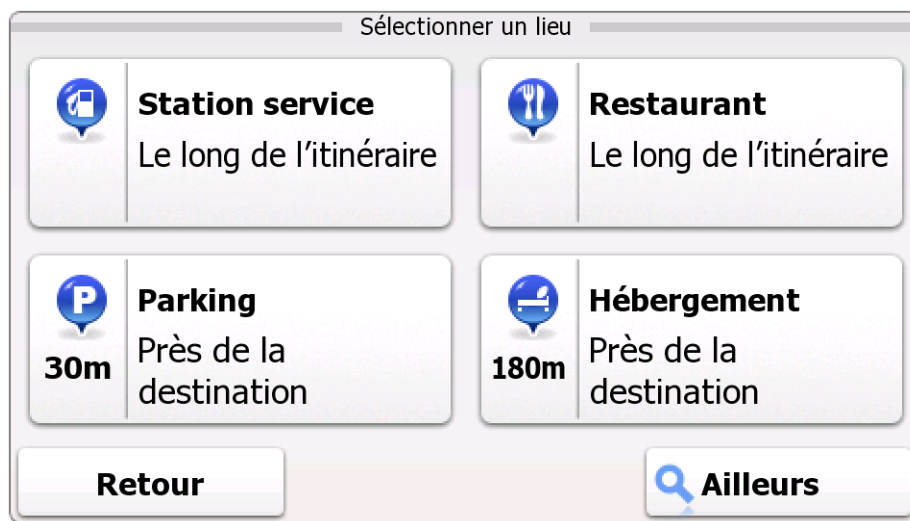 Sélectionner un lieu
Station service
Le long de l’itinéraire
Restaurant
Le long de l’itinéraire
P
30m
Parking
Près de la
destination
180m
Hébergement
Près de la
destination
Retour
Ailleurs